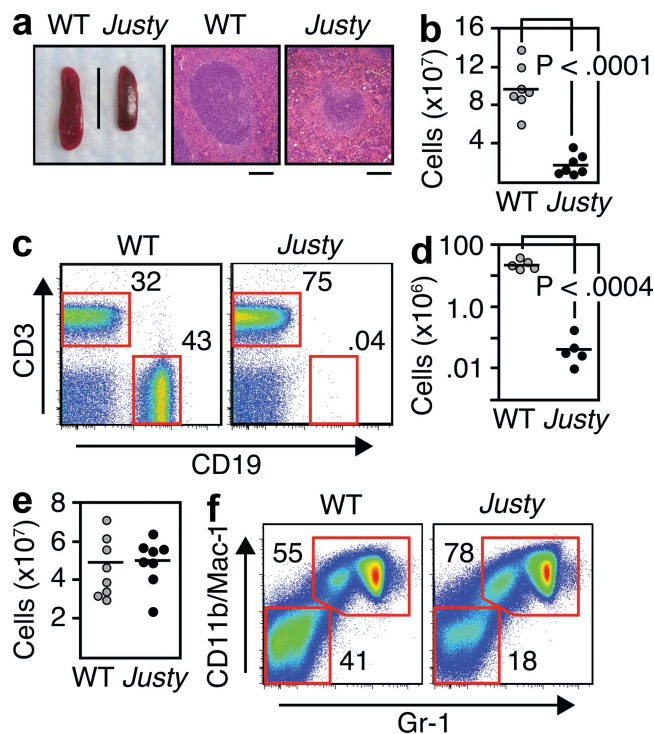 a WT Justy WT Justy
b
Cells (x10⁷)
16
12
8
4
P < .0001
WT Justy
c WT Justy
CD3
32
43
75
.04
CD19
d
Cells (x10⁶)
100
1.0
.01
P < .0004
WT Justy
e
Cells (x10⁷)
8
6
4
2
WT Justy
f WT Justy
CD11b/Mac-1
55
41
78
18
Gr-1